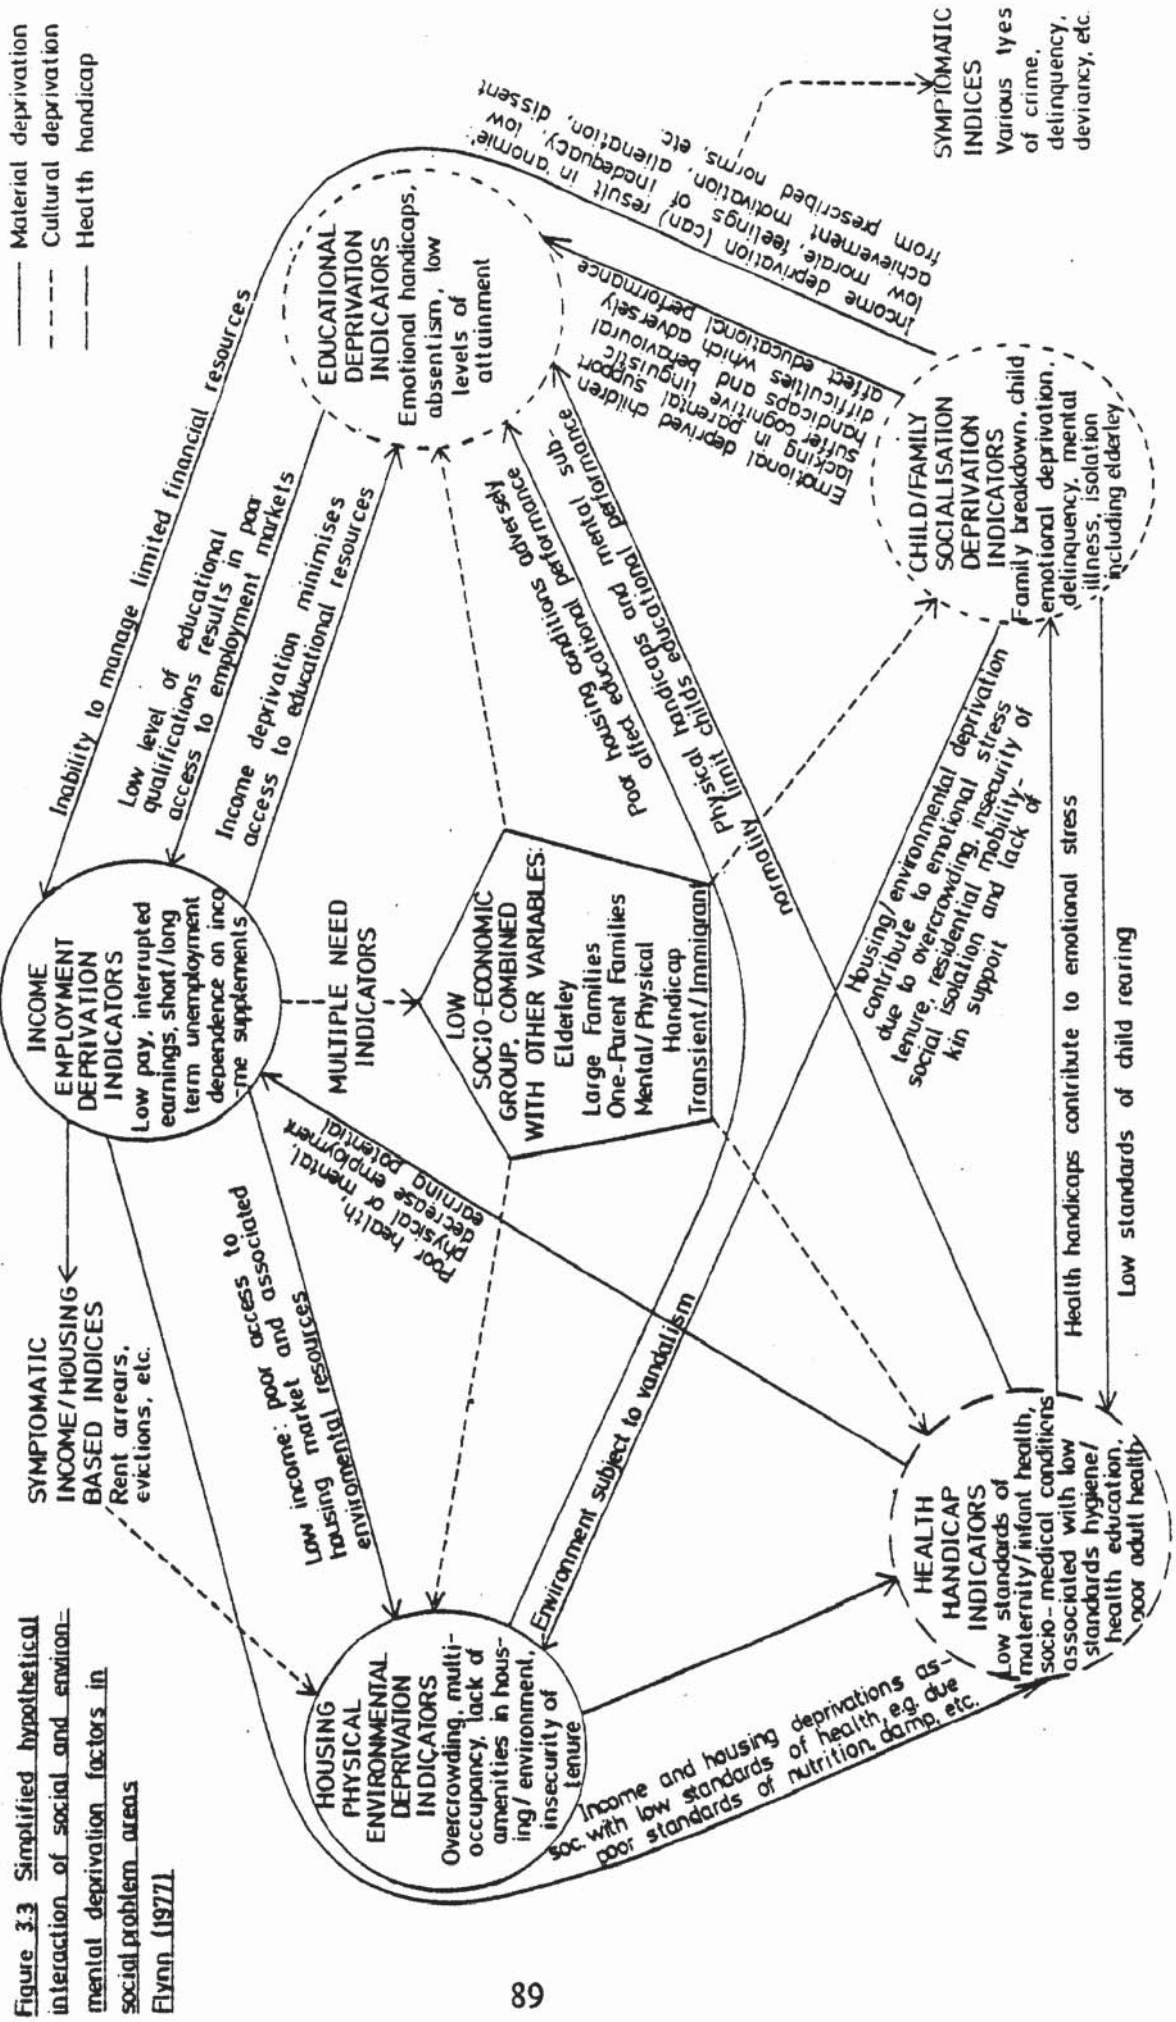 Figure 3.3 Simplified hypothetical
interaction of social and environ-
mental deprivation factors in
social problem areas
Flynn (1977)
Material deprivation
Cultural deprivation
Health handicap
SYMPTOMATIC
INCOME/HOUSING
BASED INDICES
Rent arrears,
evictions, etc.
INCOME
EMPLOYMENT
DEPRIVATION
INDICATORS
Low pay, interrupted
earnings, short/long
term unemployment
dependence on inco
-me supplements
Inability to manage limited financial resources
Low level of educational
qualifications results in poor
access to employment markets
Income deprivation minimises
access to educational resources
EDUCATIONAL
DEPRIVATION
INDICATORS
Emotional handicaps,
absentism, low
levels of
attainment
Low income: poor access to
housing market and associated
enviromental resources
Poor health,
physical or mental,
decrease employment
earning potential
MULTIPLE NEED
INDICATORS
LOW
SOCIO-ECONOMIC
GROUP, COMBINED
WITH OTHER VARIABLES:
Elderley
Large Families
One-Parent Families
Mental/Physical
Handicap
Transient/Immigrant
Poor housing conditions adversely
affect educational performance
Physical handicaps and mental sub-
normality limit childs educational performance
Emotional deprived children
lacking in parental support
suffer cognitive linguistic
handicaps and behavioural
difficulties which adversely
affect educational performance
Income deprivation (can) result in 'anomie':
low morale, feelings of inadequacy, low
achievement motivation, alienation, dissent
from prescribed norms, etc.
SYMPTOMATIC
INDICES
Various tyes
of crime,
delinquency,
deviancy, etc.
HOUSING
PHYSICAL
ENVIRONMENTAL
DEPRIVATION
INDICATORS
Overcrowding, multi-
occupancy, lack of
amenities in hous-
ing/environment,
insecurity of
tenure
Environment subject to vandalism
Housing/environmental deprivation
contribute to emotional stress
due to overcrowding, insecurity of
tenure, residential mobility-
social isolation and lack of
kin support
CHILD/FAMILY
SOCIALISATION
DEPRIVATION
INDICATORS
Family breakdown, child
emotional deprivation,
delinquency, mental
illness, isolation
including elderley
Income and housing deprivations as-
soc. with low standards of health, e.g. due
poor standards of nutrition, damp, etc.
HEALTH
HANDICAP
INDICATORS
Low standards of
maternity/infant health,
socio-medical conditions
associated with low
standards hygiene/
health education,
poor adult health
Health handicaps contribute to emotional stress
Low standards of child rearing
89